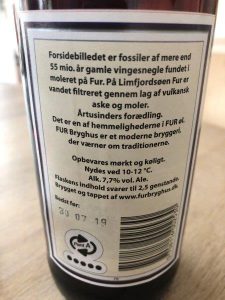 Forsidebilledet er fossiler af mere end
55 mio. år gamle vingesnegle fundet i
moleret på Fur. På Limfjordsøen Fur er
vandet filtreret gennem lag af vulkansk
aske og moler.
Årtusinders forædling.
Det er en af hemmelighederne i FUR øl.
FUR Bryghus er et moderne bryggeri,
der værner om traditionerne.
Opbevares mørkt og køligt.
Nydes ved 10-12° C.
Alk. 7,7% vol. Ale.
Flaskens indhold svarer til 2,5 genstande.
Brygget og tappet af www.furbryghus.dk.
Bedst før:
30 07 19
Pant A